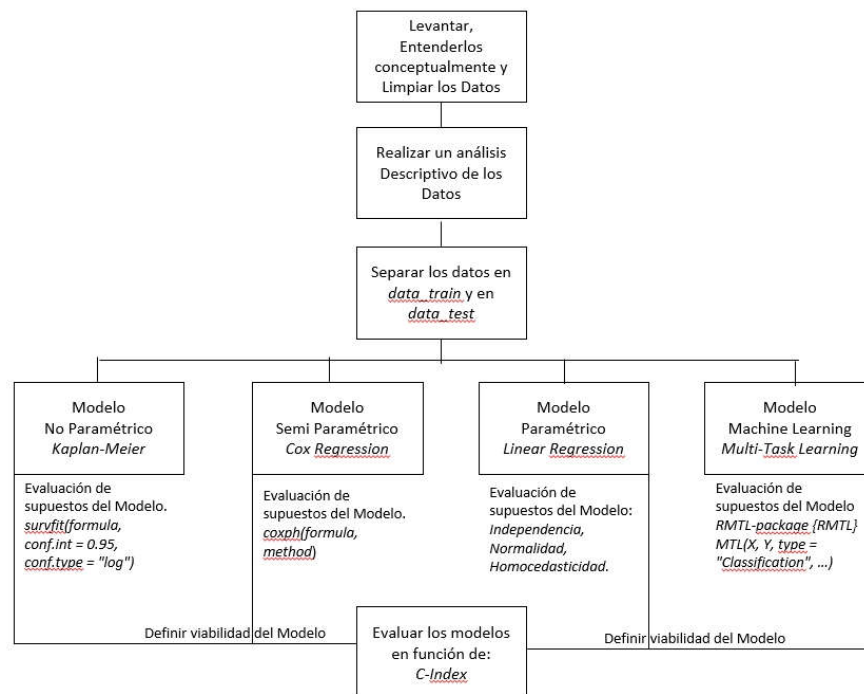 Levantar,
Entenderlos
conceptualmente y
Limpiar los Datos
Realizar un análisis
Descriptivo de los
Datos
Separar los datos en
data_train y en
data_test
Modelo
No Paramétrico
Kaplan-Meier
Modelo
Semi Paramétrico
Cox Regression
Modelo
Paramétrico
Linear Regression
Modelo
Machine Learning
Multi-Task Learning
Evaluación de
supuestos del Modelo.
survfit(formula,
conf.int = 0.95,
conf.type = "log")
Evaluación de
supuestos del Modelo.
coxph(formula,
method)
Evaluación de
supuestos del Modelo:
Independencia,
Normalidad,
Homocedasticidad.
Evaluación de
supuestos del Modelo
RMTL-package {RMTL}
MTL(X, Y, type =
"Classification", ...)
Definir viabilidad del Modelo
Evaluar los modelos
en función de:
C-Index
Definir viabilidad del Modelo